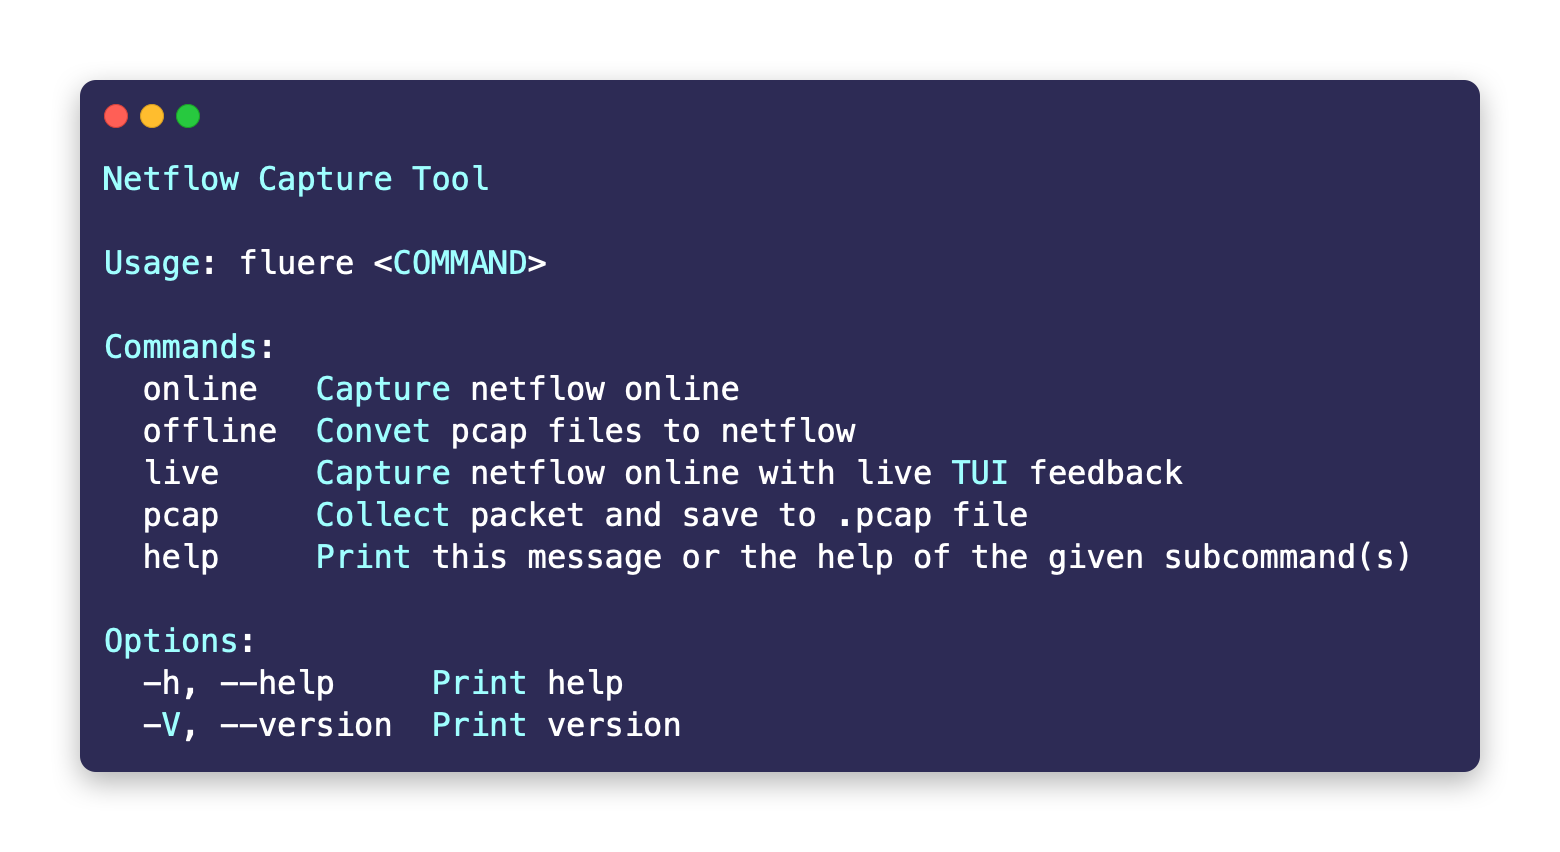 Netflow Capture Tool
Usage: fluere <COMMAND>
Commands:
online Capture netflow online
offline Convet pcap files to netflow
live Capture netflow online with live TUI feedback
pcap Collect packet and save to .pcap file
help Print this message or the help of the given subcommand(s)
Options:
-h, --help Print help
-V, --version Print version